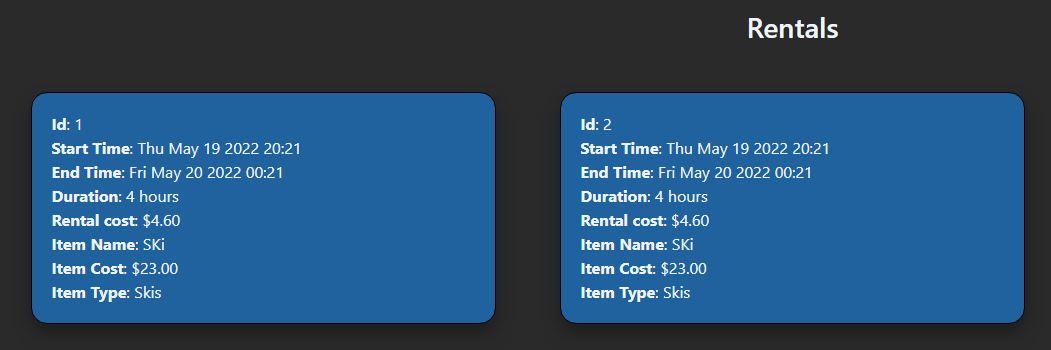 Rentals
Id: 1
Start Time: Thu May 19 2022 20:21
End Time: Fri May 20 2022 00:21
Duration: 4 hours
Rental cost: $4.60
Item Name: SKi
Item Cost: $23.00
Item Type: Skis
Id: 2
Start Time: Thu May 19 2022 20:21
End Time: Fri May 20 2022 00:21
Duration: 4 hours
Rental cost: $4.60
Item Name: SKi
Item Cost: $23.00
Item Type: Skis